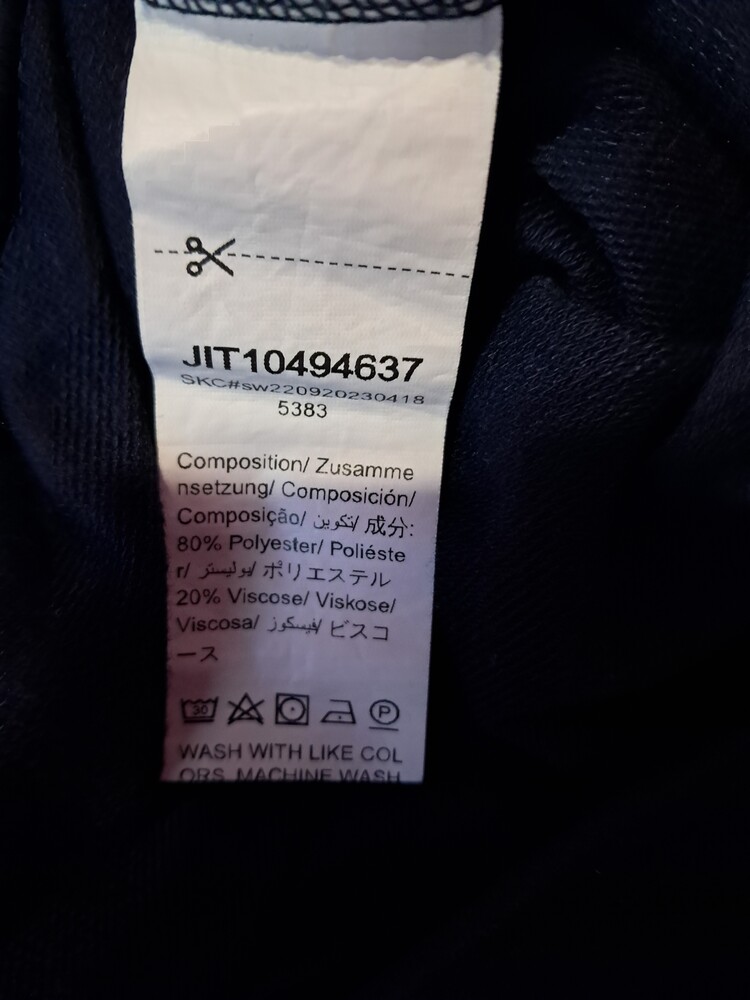 JIT10494637
SKC#sw220920230418
5383
Composition/ Zusamme
nsetzung/ Composición/
Composição/ تكوين/ 成分:
80% Polyester/ Poliéste
r/ بوليستر/ ポリエステル
20% Viscose/ Viskose/
Viscosa/ فيسكوز/ ビスコ
ース
30 P
WASH WITH LIKE COL
ORS. MACHINE WASH